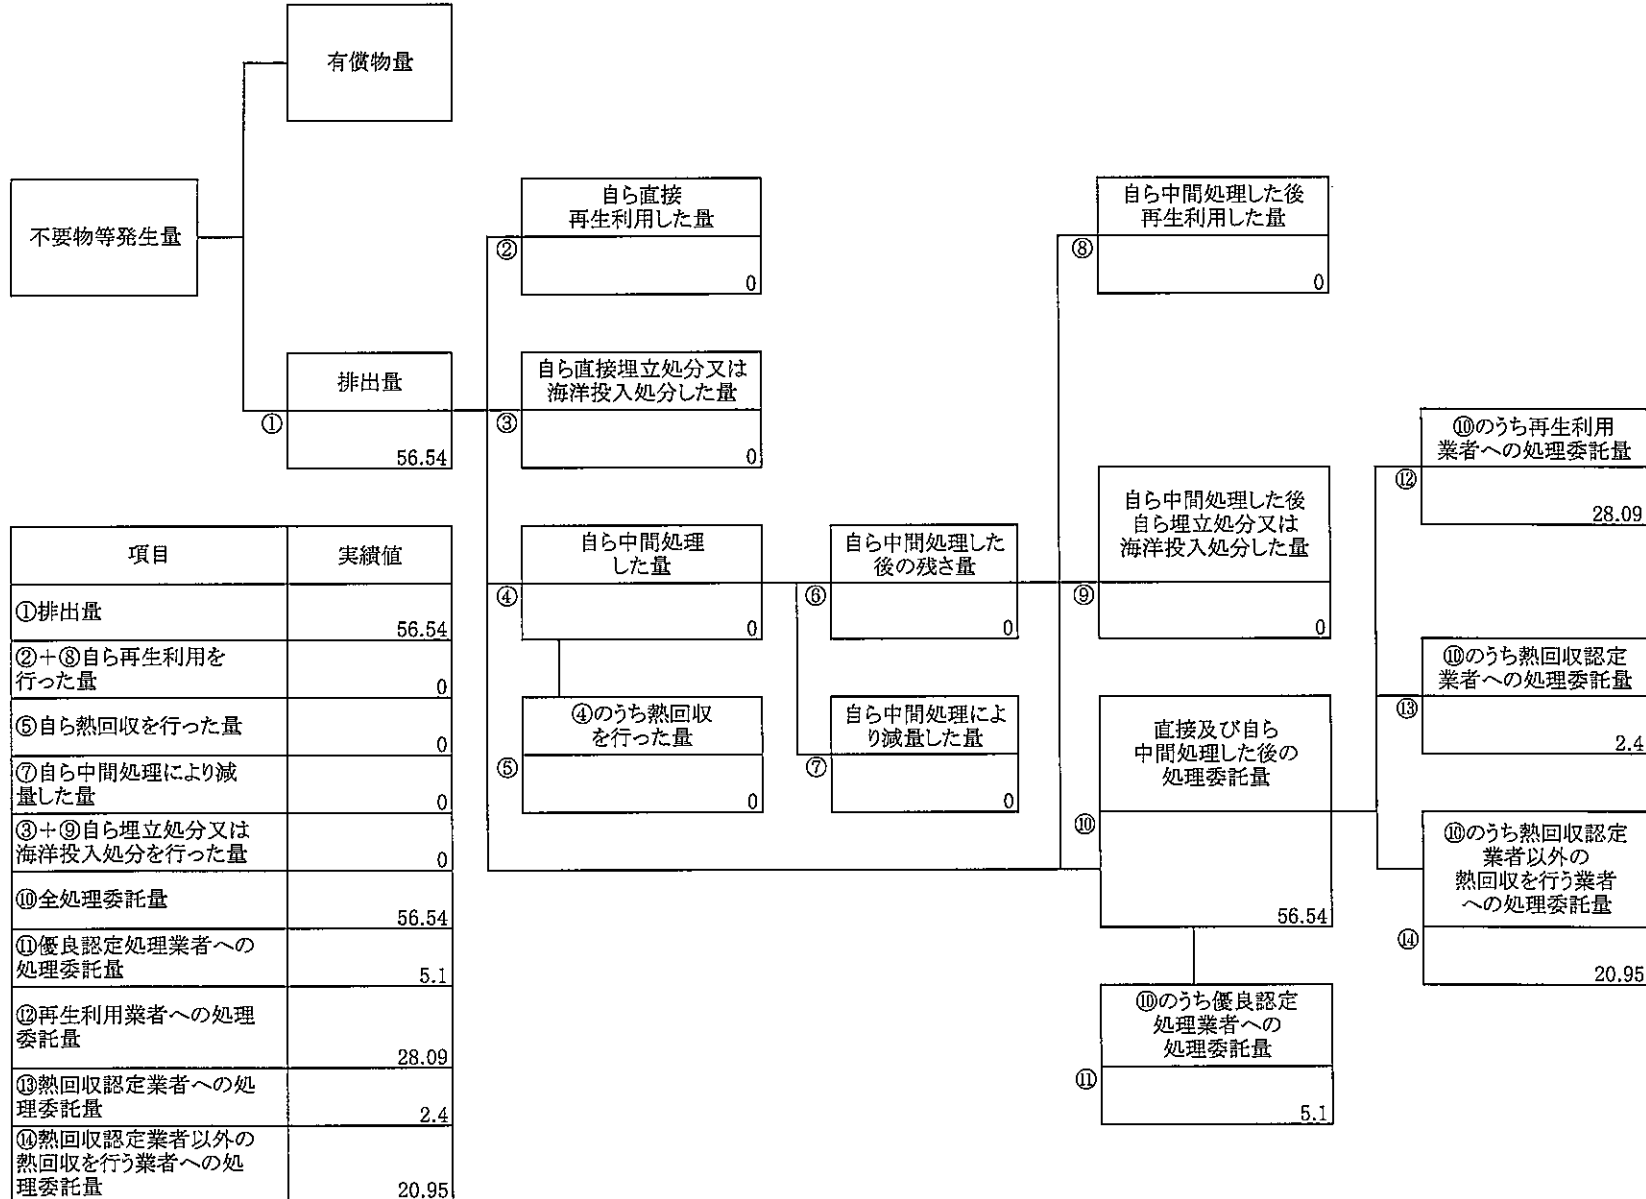 有償物量
不要物等発生量
自ら直接
再生利用した量
②
0
自ら中間処理した後
再生利用した量
⑧
0
排出量
①
56.54
自ら直接埋立処分又は
海洋投入処分した量
③
0
⑩のうち再生利用
業者への処理委託量
⑫
28.09
自ら中間処理
した量
④
0
自ら中間処理した
後の残さ量
⑥
0
自ら中間処理した後
自ら埋立処分又は
海洋投入処分した量
⑨
0
⑩のうち熱回収認定
業者への処理委託量
⑬
2.4
④のうち熱回収
を行った量
⑤
0
自ら中間処理によ
り減量した量
⑦
0
直接及び自ら
中間処理した後の
処理委託量
⑩
56.54
⑩のうち熱回収認定
業者以外の
熱回収を行う業者
への処理委託量
⑭
20.95
⑩のうち優良認定
処理業者への
処理委託量
⑪
5.1
項目 実績値
①排出量
56.54
②+⑧自ら再生利用を
行った量
0
⑤自ら熱回収を行った量
0
⑦自ら中間処理により減
量した量
0
③+⑨自ら埋立処分又は
海洋投入処分を行った量
0
⑩全処理委託量
56.54
⑪優良認定処理業者への
処理委託量
5.1
⑫再生利用業者への処理
委託量
28.09
⑬熱回収認定業者への処
理委託量
2.4
⑭熱回収認定業者以外の
熱回収を行う業者への処
理委託量
20.95